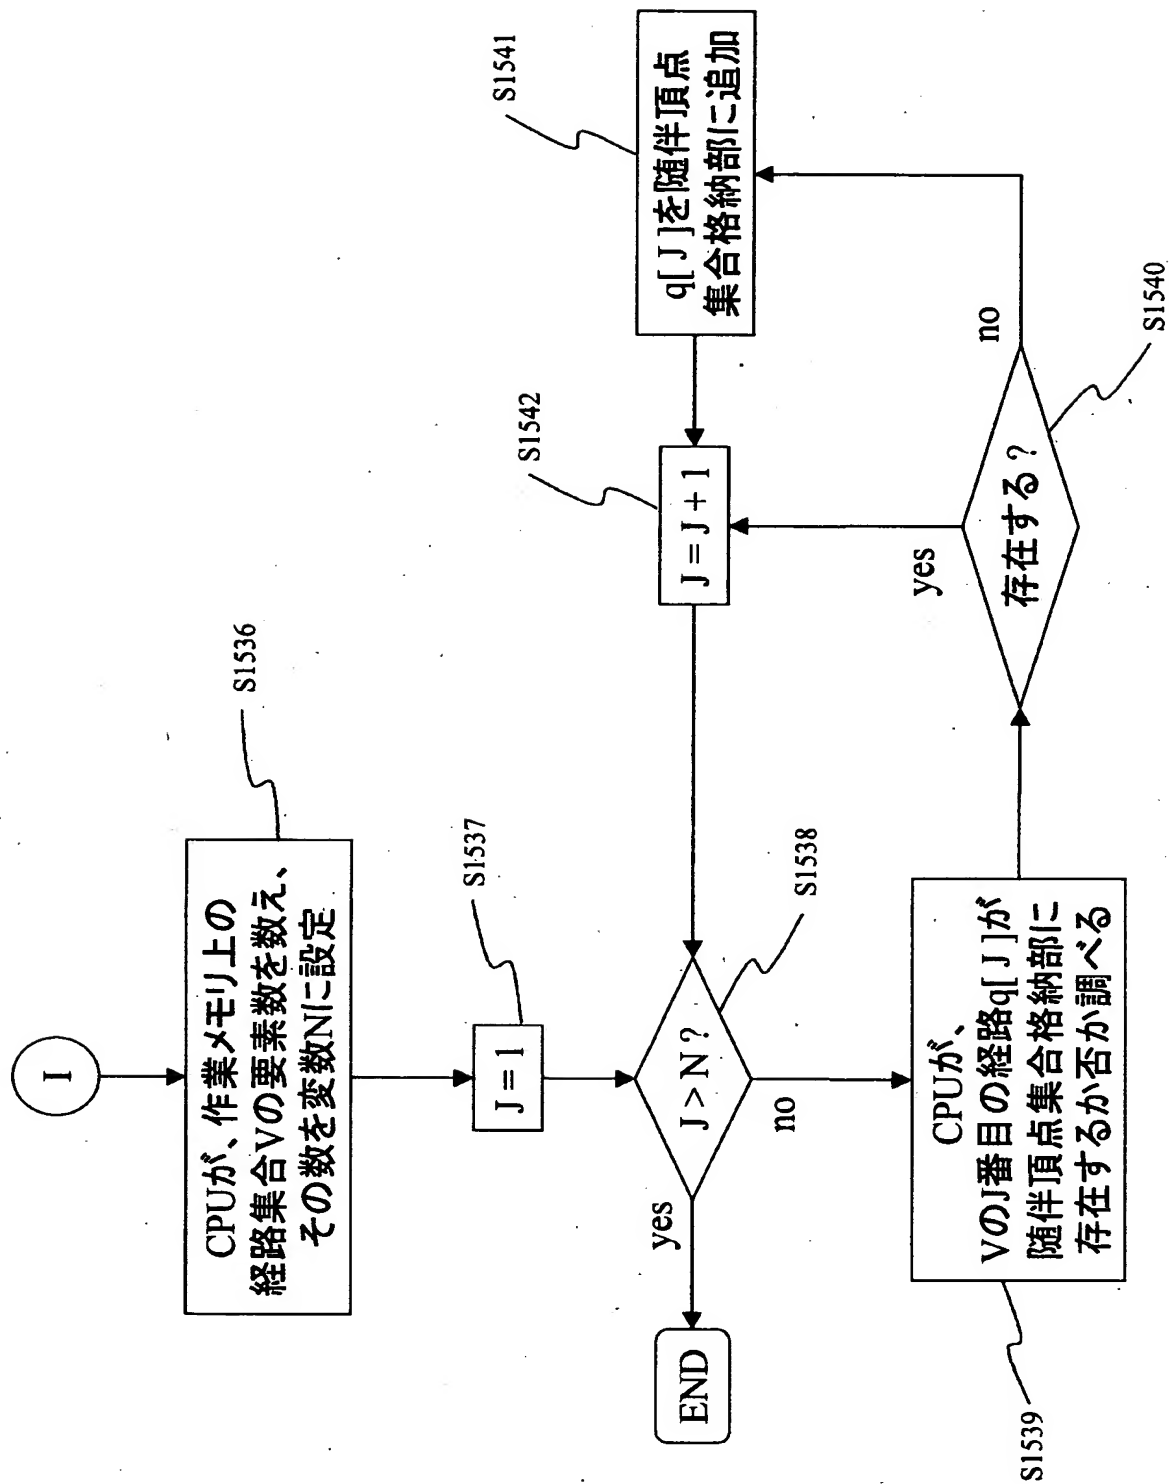 I
CPUが、作業メモリ上の
経路集合Vの要素数を数え、
その数を変数Nに設定
S1536
J = 1
S1537
J > N ?
S1538
yes
no
END
CPUが、
VのJ番目の経路q[ J ]が
随伴頂点集合格納部に
存在するか否か調べる
S1539
存在する?
S1540
yes
no
q[ J ]を随伴頂点
集合格納部に追加
S1541
J = J + 1
S1542